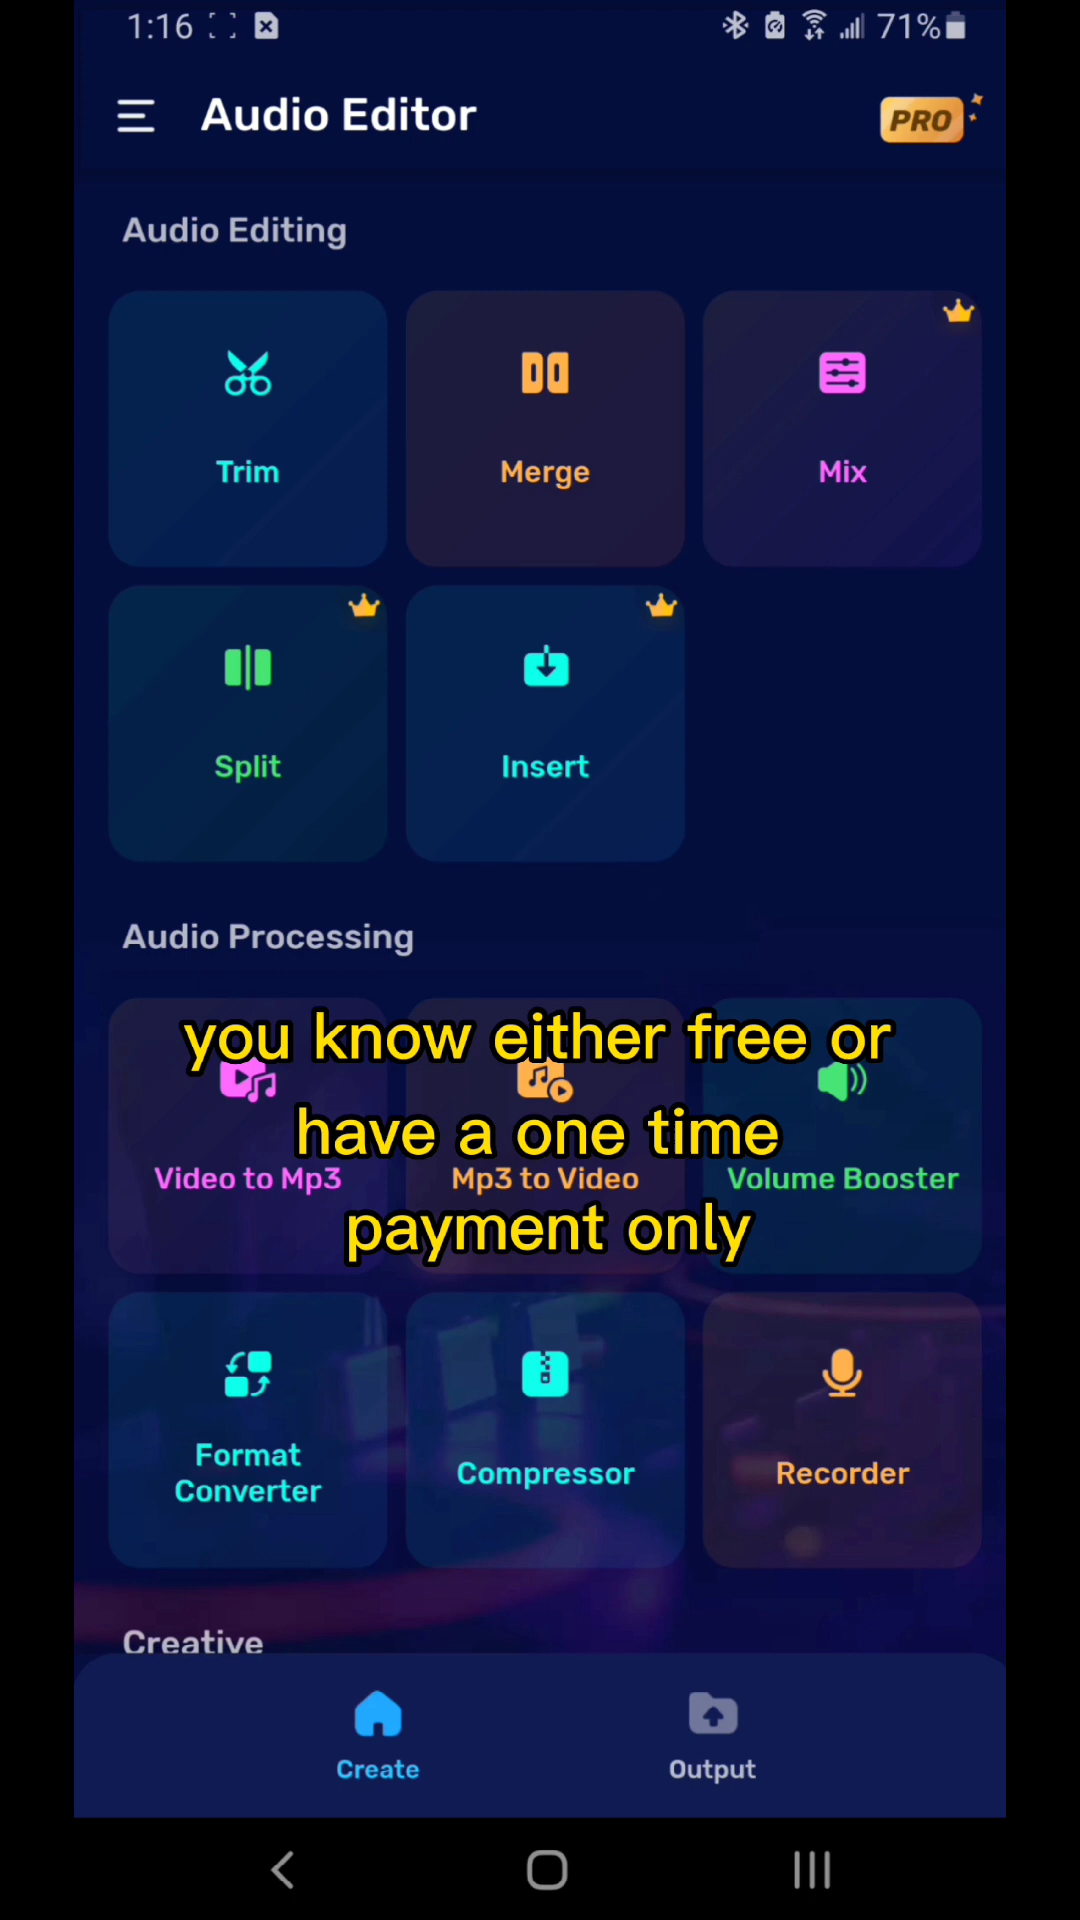 1:16
71%
Audio Editor
PRO
Audio Editing
Trim
Merge
Mix
Split
Insert
Audio Processing
you know either free or
have a one time
payment only
Video to Mp3
Mp3 to Video
Volume Booster
Format
Converter
Compressor
Recorder
Creative
Create
Output